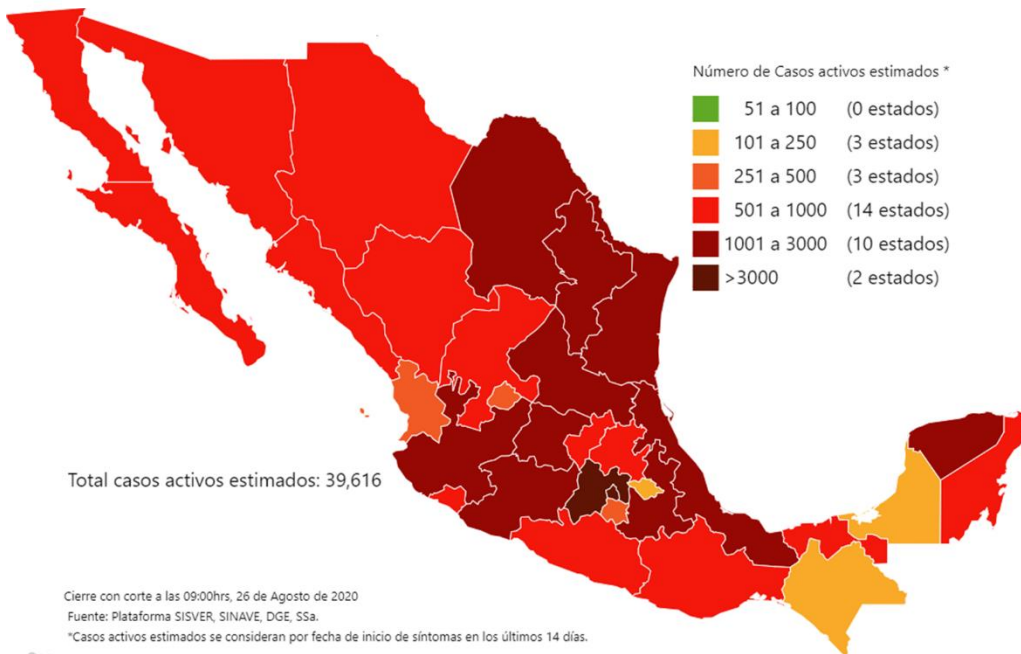 Número de Casos activos estimados *
51 a 100 (0 estados)
101 a 250 (3 estados)
251 a 500 (3 estados)
501 a 1000 (14 estados)
1001 a 3000 (10 estados)
>3000 (2 estados)
Total casos activos estimados: 39,616
Cierre con corte a las 09:00hrs, 26 de Agosto de 2020
Fuente: Plataforma SISVER, SINAVE, DGE, SSa.
*Casos activos estimados se consideran por fecha de inicio de síntomas en los últimos 14 días.